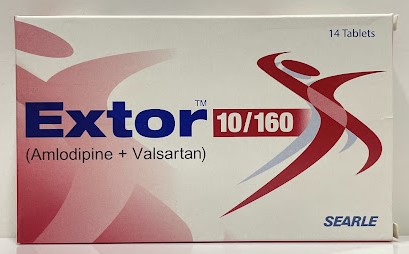 14 Tablets
Extor™ 10/160
(Amlodipine + Valsartan)
SEARLE